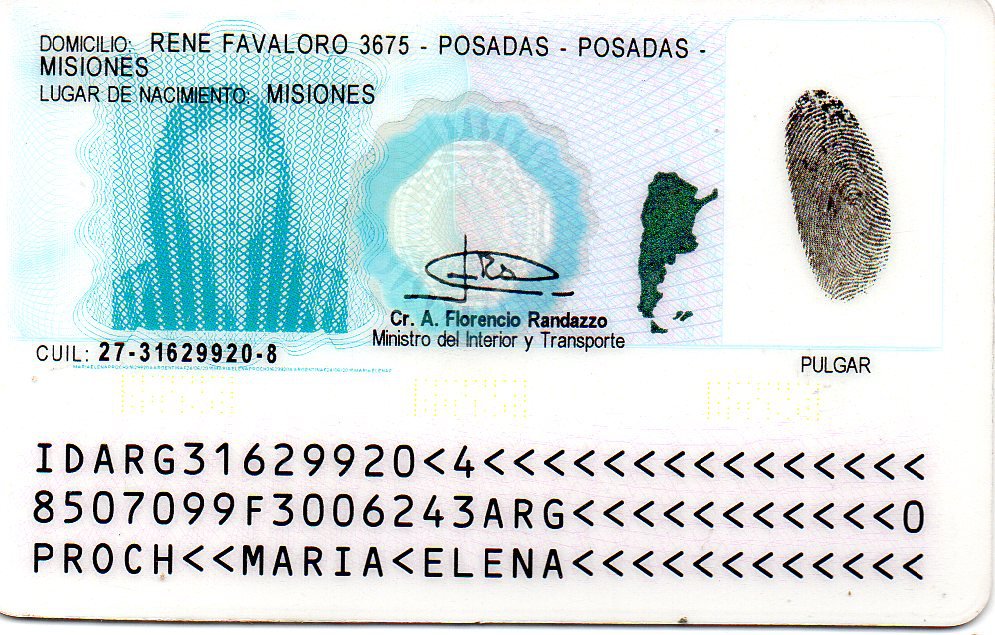 DOMICILIO: RENE FAVALORO 3675 - POSADAS - POSADAS -
MISIONES
LUGAR DE NACIMIENTO: MISIONES
Cr. A. Florencio Randazzo
Ministro del Interior y Transporte
CUIL: 27-31629920-8
PULGAR
IDARG31629920<4<<<<<<<<<<<<<<<
8507099F3006243ARG<<<<<<<<<<<0
PROCH<<MARIA<ELENA<<<<<<<<<<<<